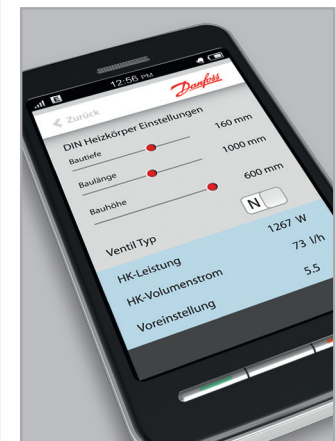 E 12:56 PM
Zurück
Danfoss
DIN Heizkörper Einstellungen
Bautiefe 160 mm
Baulänge 1000 mm
Bauhöhe 600 mm
Ventil Typ N
HK-Leistung 1267 W
HK-Volumenstrom 73 l/h
Voreinstellung 5.5